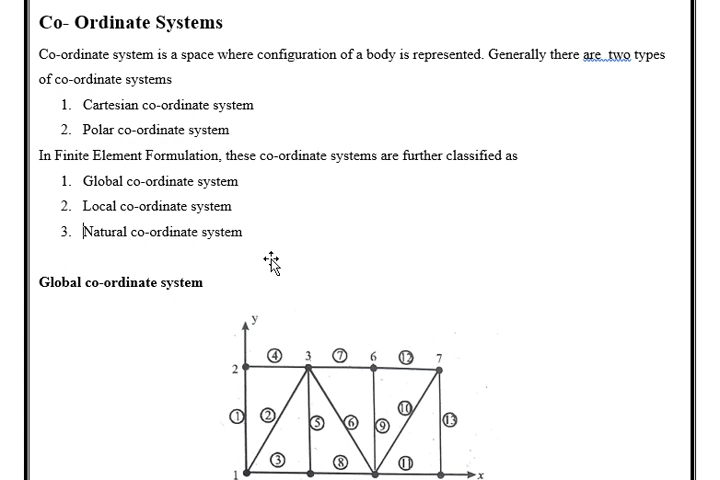 Co- Ordinate Systems
Co-ordinate system is a space where configuration of a body is represented. Generally there are two types
of co-ordinate systems
1. Cartesian co-ordinate system
2. Polar co-ordinate system
In Finite Element Formulation, these co-ordinate systems are further classified as
1. Global co-ordinate system
2. Local co-ordinate system
3. Natural co-ordinate system
Global co-ordinate system
y
4 3 7 6 12 7
2
1 2 5 6 9 10 13
3 8 11
1 x